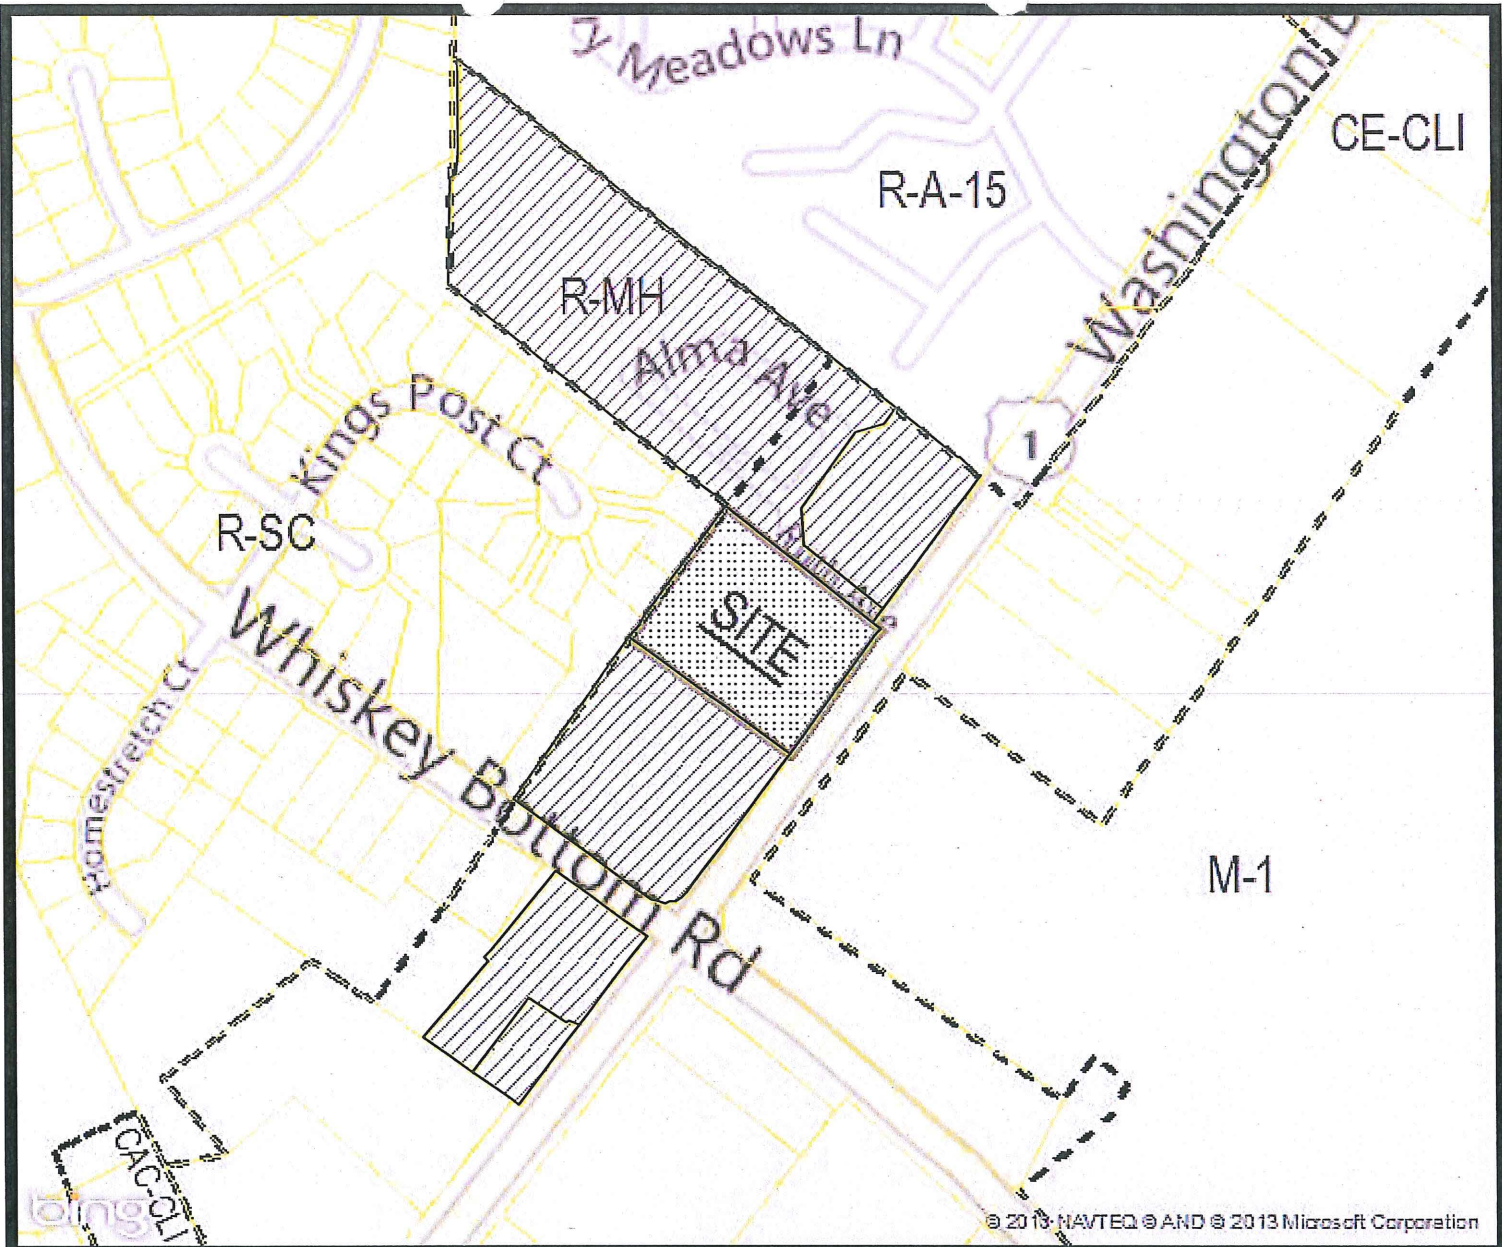 y Meadows Ln
Washington B
CE-CLI
R-A-15
R-MH
Alma Ave
1
Kings Post Ct
R-SC
SITE
Whiskey Bottom Rd
Homestretch Ct
M-1
CAC-CLI
bing
© 2013 NAVTEQ © AND © 2013 Microsoft Corporation